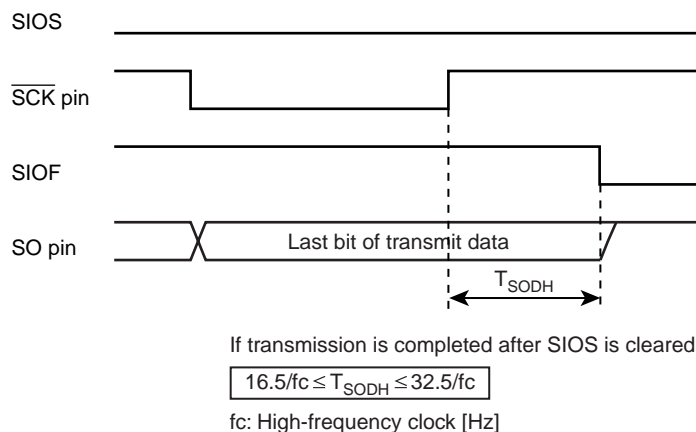 SIOS
SCK pin
SIOF
SO pin
Last bit of transmit data
TSODH
If transmission is completed after SIOS is cleared
16.5/fc ≤ TSODH ≤ 32.5/fc
fc: High-frequency clock [Hz]